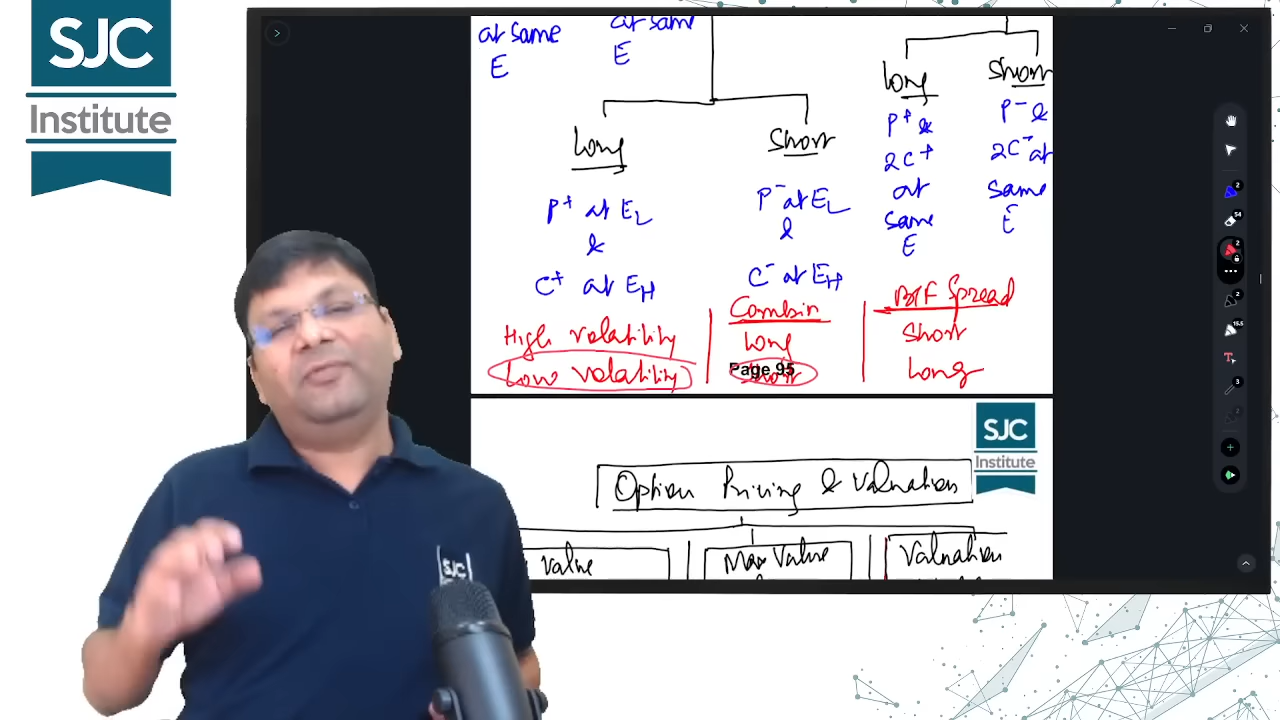 SJC
Institute
at same
E
at same
E
Long
P+ at EL
&
C+ at EH
Short
P- at EL
&
C- at EH
Long
P+ &
2C+
at
same
E
Short
P- &
2C- at
same
E
High volatility
Low volatility
Combin
Long
Short
Page 95
B/F Spread
Short
Long
SJC
Institute
Option Pricing & Valuation
Value
Max Value
Valuation
SJC